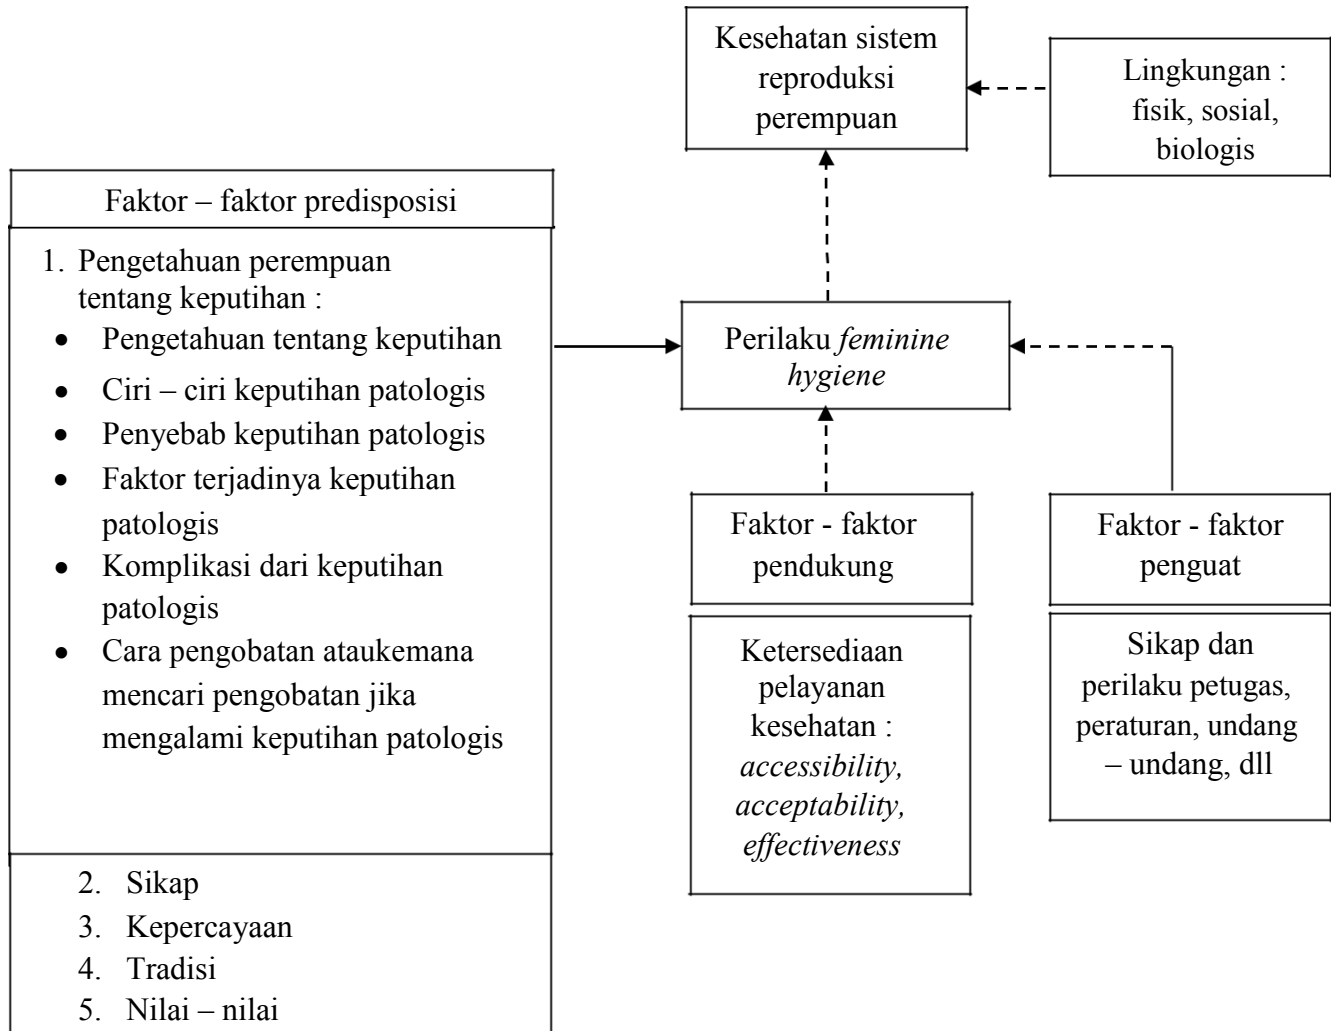 Kesehatan sistem
reproduksi
perempuan
Lingkungan :
fisik, sosial,
biologis
Faktor – faktor predisposisi
1. Pengetahuan perempuan
tentang keputihan :
• Pengetahuan tentang keputihan
• Ciri – ciri keputihan patologis
• Penyebab keputihan patologis
• Faktor terjadinya keputihan
patologis
• Komplikasi dari keputihan
patologis
• Cara pengobatan ataukemana
mencari pengobatan jika
mengalami keputihan patologis
2. Sikap
3. Kepercayaan
4. Tradisi
5. Nilai – nilai
Perilaku feminine
hygiene
Faktor - faktor
pendukung
Ketersediaan
pelayanan
kesehatan :
accessibility,
acceptability,
effectiveness
Faktor - faktor
penguat
Sikap dan
perilaku petugas,
peraturan, undang
– undang, dll